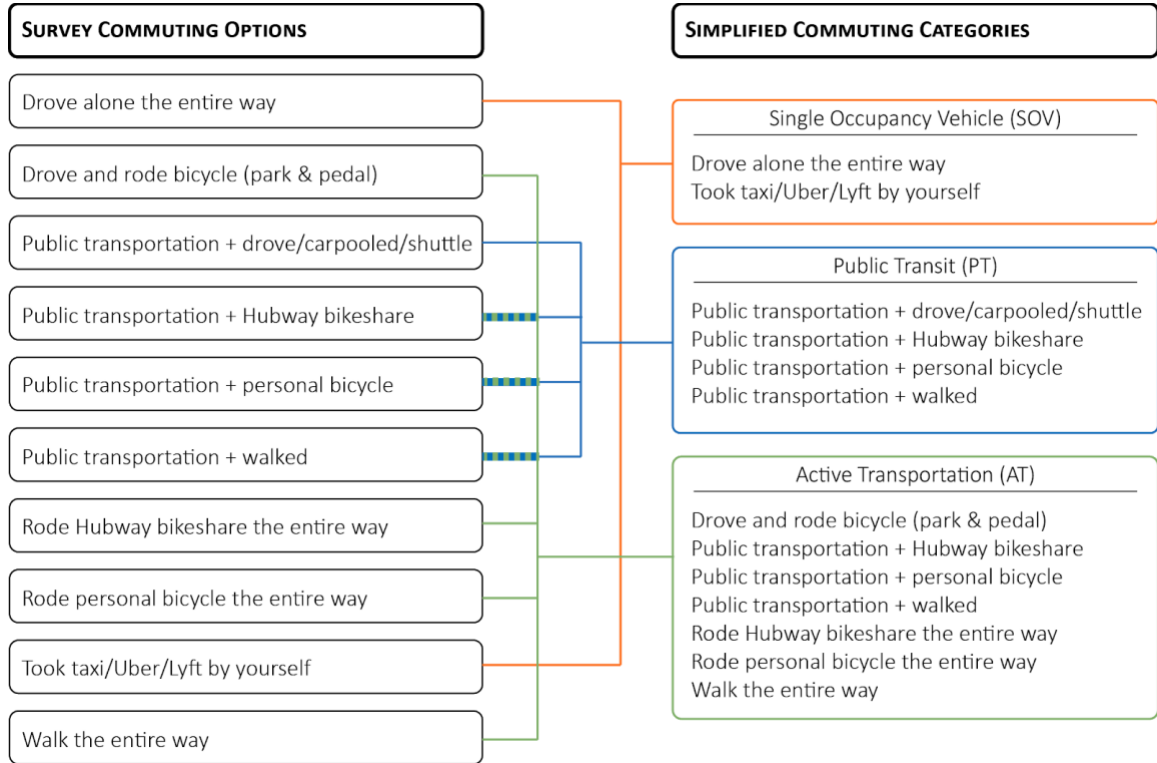 SURVEY COMMUTING OPTIONS
Drove alone the entire way
Drove and rode bicycle (park & pedal)
Public transportation + drove/carpooled/shuttle
Public transportation + Hubway bikeshare
Public transportation + personal bicycle
Public transportation + walked
Rode Hubway bikeshare the entire way
Rode personal bicycle the entire way
Took taxi/Uber/Lyft by yourself
Walk the entire way
SIMPLIFIED COMMUTING CATEGORIES
Single Occupancy Vehicle (SOV)
Drove alone the entire way
Took taxi/Uber/Lyft by yourself
Public Transit (PT)
Public transportation + drove/carpooled/shuttle
Public transportation + Hubway bikeshare
Public transportation + personal bicycle
Public transportation + walked
Active Transportation (AT)
Drove and rode bicycle (park & pedal)
Public transportation + Hubway bikeshare
Public transportation + personal bicycle
Public transportation + walked
Rode Hubway bikeshare the entire way
Rode personal bicycle the entire way
Walk the entire way